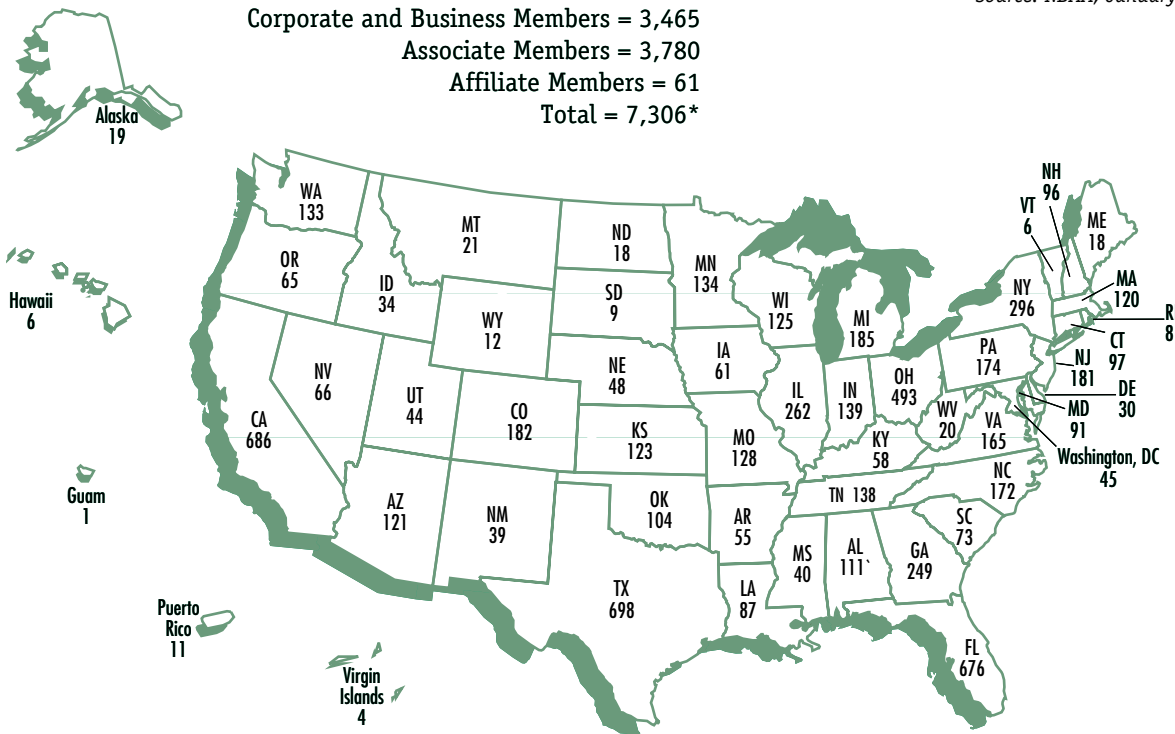 Corporate and Business Members = 3,465
Associate Members = 3,780
Affiliate Members = 61
Total = 7,306*
Alaska
19
WA
133
OR
65
ID
34
MT
21
ND
18
SD
9
WY
12
NE
48
MN
134
WI
125
IA
61
MI
185
NH
96
VT
6
ME
18
NY
296
MA
120
R
8
CT
97
NJ
181
PA
174
DE
30
MD
91
Washington, DC
45
Hawaii
6
CA
686
NV
66
UT
44
CO
182
KS
123
MO
128
IL
262
IN
139
OH
493
WV
20
VA
165
KY
58
NC
172
TN 138
SC
73
Guam
1
AZ
121
NM
39
OK
104
AR
55
MS
40
AL
111`
GA
249
TX
698
LA
87
FL
676
Puerto
Rico
11
Virgin
Islands
4